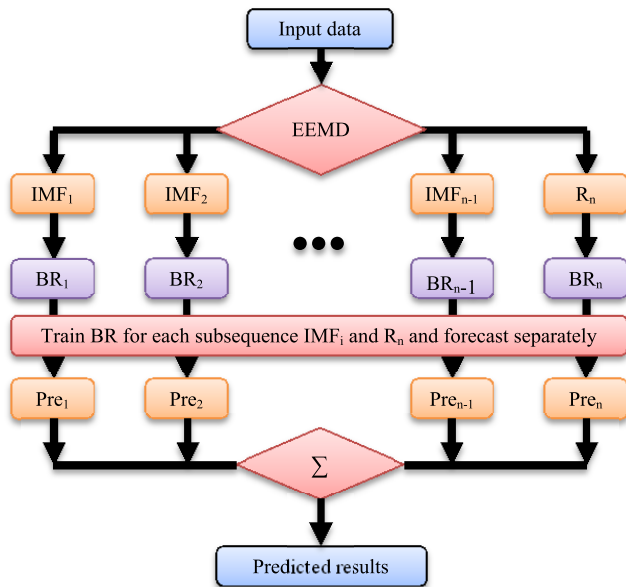 Input data
EEMD
IMF₁ IMF₂ IMFₙ₋₁ Rₙ
•••
BR₁ BR₂ BRₙ-1 BRₙ
Train BR for each subsequence IMFᵢ and Rₙ and forecast separately
Pre₁ Pre₂ Preₙ₋₁ Preₙ
∑
Predicted results